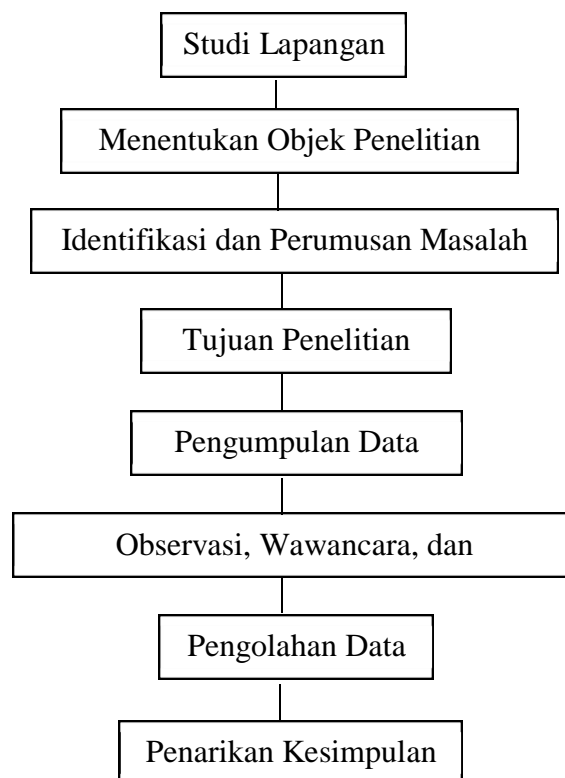 Studi Lapangan
Menentukan Objek Penelitian
Identifikasi dan Perumusan Masalah
Tujuan Penelitian
Pengumpulan Data
Observasi, Wawancara, dan
Pengolahan Data
Penarikan Kesimpulan